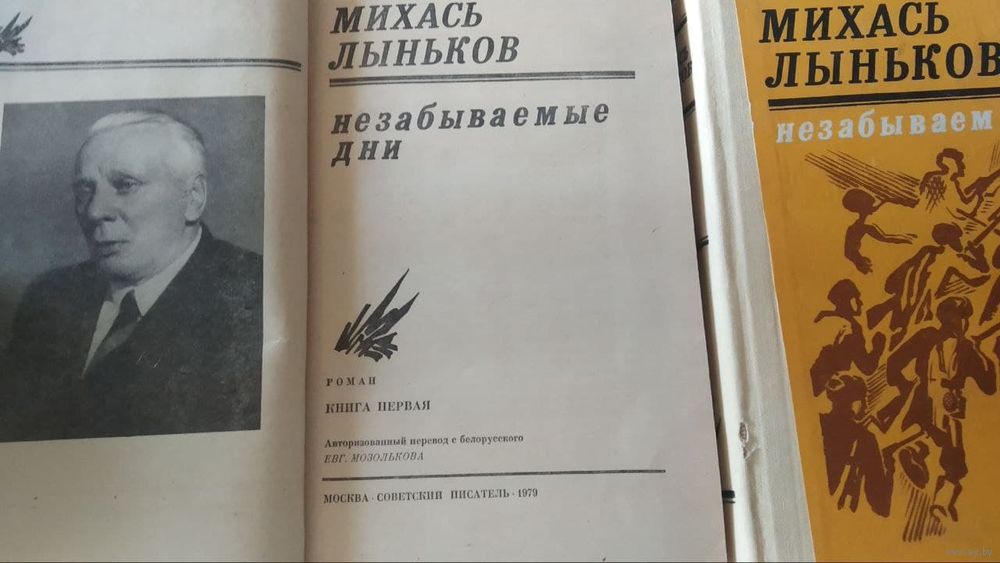 МИХАСЬ
ЛЫНЬКОВ
незабываемые
дни
РОМАН
КНИГА ПЕРВАЯ
Авторизованный перевод с белорусского
ЕВГ. МОЗОЛЬКОВА
МОСКВА · СОВЕТСКИЙ ПИСАТЕЛЬ · 1979
МИХАСЬ
ЛЫНЬКОВ
незабываем